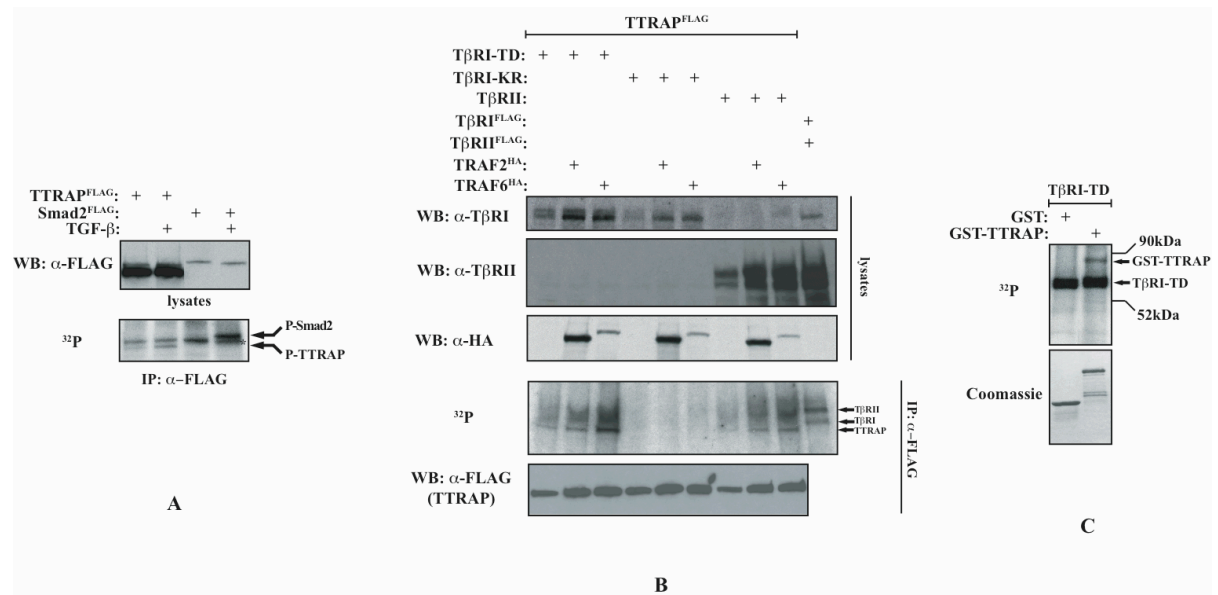 TTRAPFLAG: + +
Smad2FLAG: + +
TGF-β: + +
WB: α-FLAG
lysates
32P
P-Smad2
*
P-TTRAP
IP: α–FLAG
A
TTRAPFLAG
TβRI-TD: + + +
TβRI-KR: + + +
TβRII: + + +
TβRIFLAG: +
TβRIIFLAG: +
TRAF2HA: + + +
TRAF6HA: + + +
WB: α-TβRI
WB: α-TβRII
WB: α-HA
lysates
32P
TβRII
TβRI
TTRAP
WB: α-FLAG
(TTRAP)
IP: α–FLAG
B
TβRI-TD
GST: +
GST-TTRAP: +
90kDa
GST-TTRAP
32P
TβRI-TD
52kDa
Coomassie
C